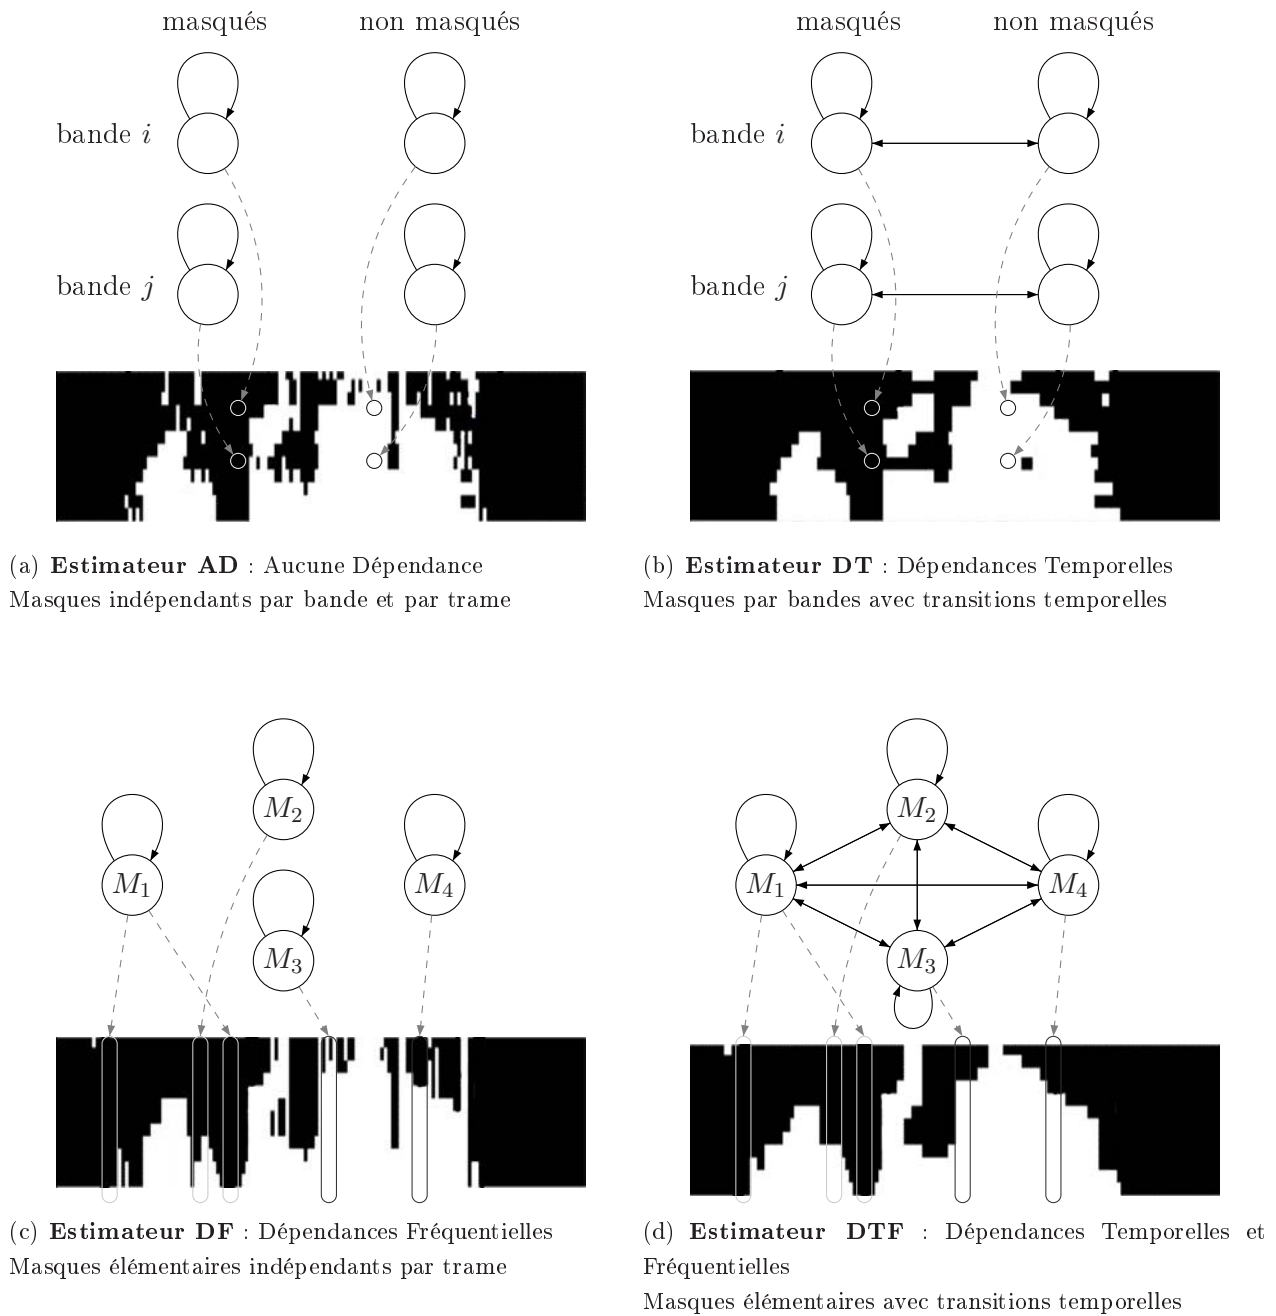 masqués non masqués
bande i
bande j
(a) Estimateur AD : Aucune Dépendance
Masques indépendants par bande et par trame
masqués non masqués
bande i
bande j
(b) Estimateur DT : Dépendances Temporelles
Masques par bandes avec transitions temporelles
M2
M1
M4
M3
(c) Estimateur DF : Dépendances Fréquentielles
Masques élémentaires indépendants par trame
M2
M1
M4
M3
(d) Estimateur DTF : Dépendances Temporelles et
Fréquentielles
Masques élémentaires avec transitions temporelles